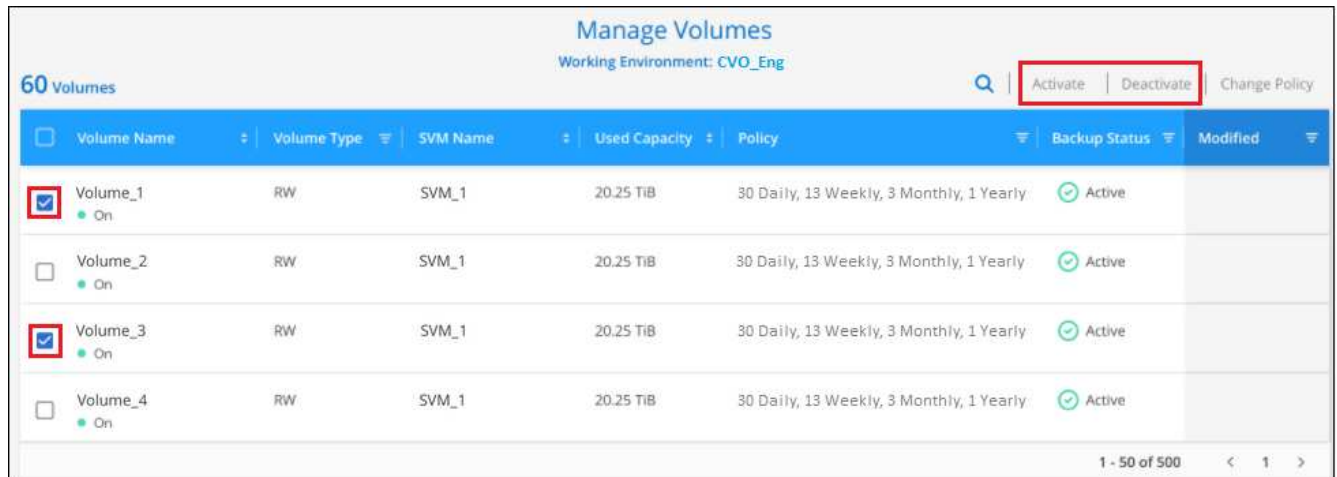 Manage Volumes
Working Environment: CVO_Eng
60 Volumes
Activate | Deactivate | Change Policy
Volume Name Volume Type SVM Name Used Capacity Policy Backup Status Modified
Volume_1 RW SVM_1 20.25 TiB 30 Daily, 13 Weekly, 3 Monthly, 1 Yearly Active
On
Volume_2 RW SVM_1 20.25 TiB 30 Daily, 13 Weekly, 3 Monthly, 1 Yearly Active
On
Volume_3 RW SVM_1 20.25 TiB 30 Daily, 13 Weekly, 3 Monthly, 1 Yearly Active
On
Volume_4 RW SVM_1 20.25 TiB 30 Daily, 13 Weekly, 3 Monthly, 1 Yearly Active
On
1 - 50 of 500 < 1 >